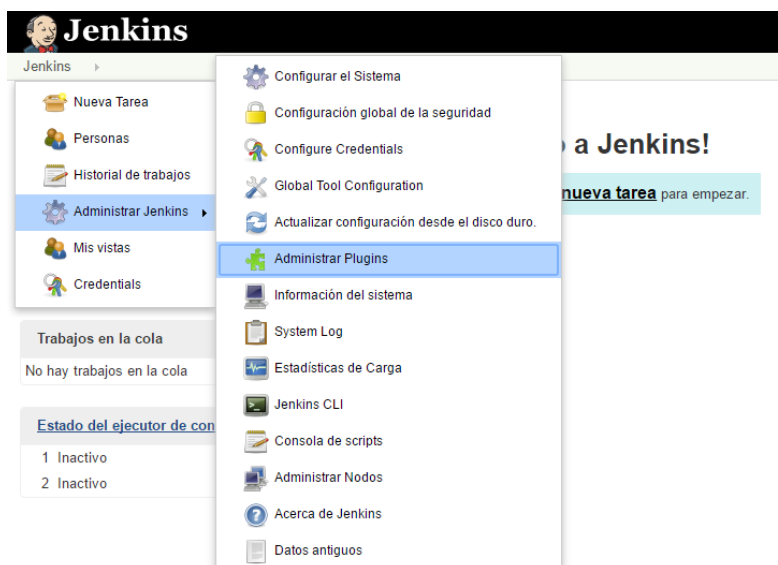 Jenkins
Jenkins
Nueva Tarea
Personas
Historial de trabajos
Administrar Jenkins
Mis vistas
Credentials
Configurar el Sistema
Configuración global de la seguridad
Configure Credentials
Global Tool Configuration
Actualizar configuración desde el disco duro.
Administrar Plugins
Información del sistema
System Log
Estadísticas de Carga
Jenkins CLI
Consola de scripts
Administrar Nodos
Acerca de Jenkins
Datos antiguos
a Jenkins!
nueva tarea para empezar.
Trabajos en la cola
No hay trabajos en la cola
Estado del ejecutor de con
1 Inactivo
2 Inactivo